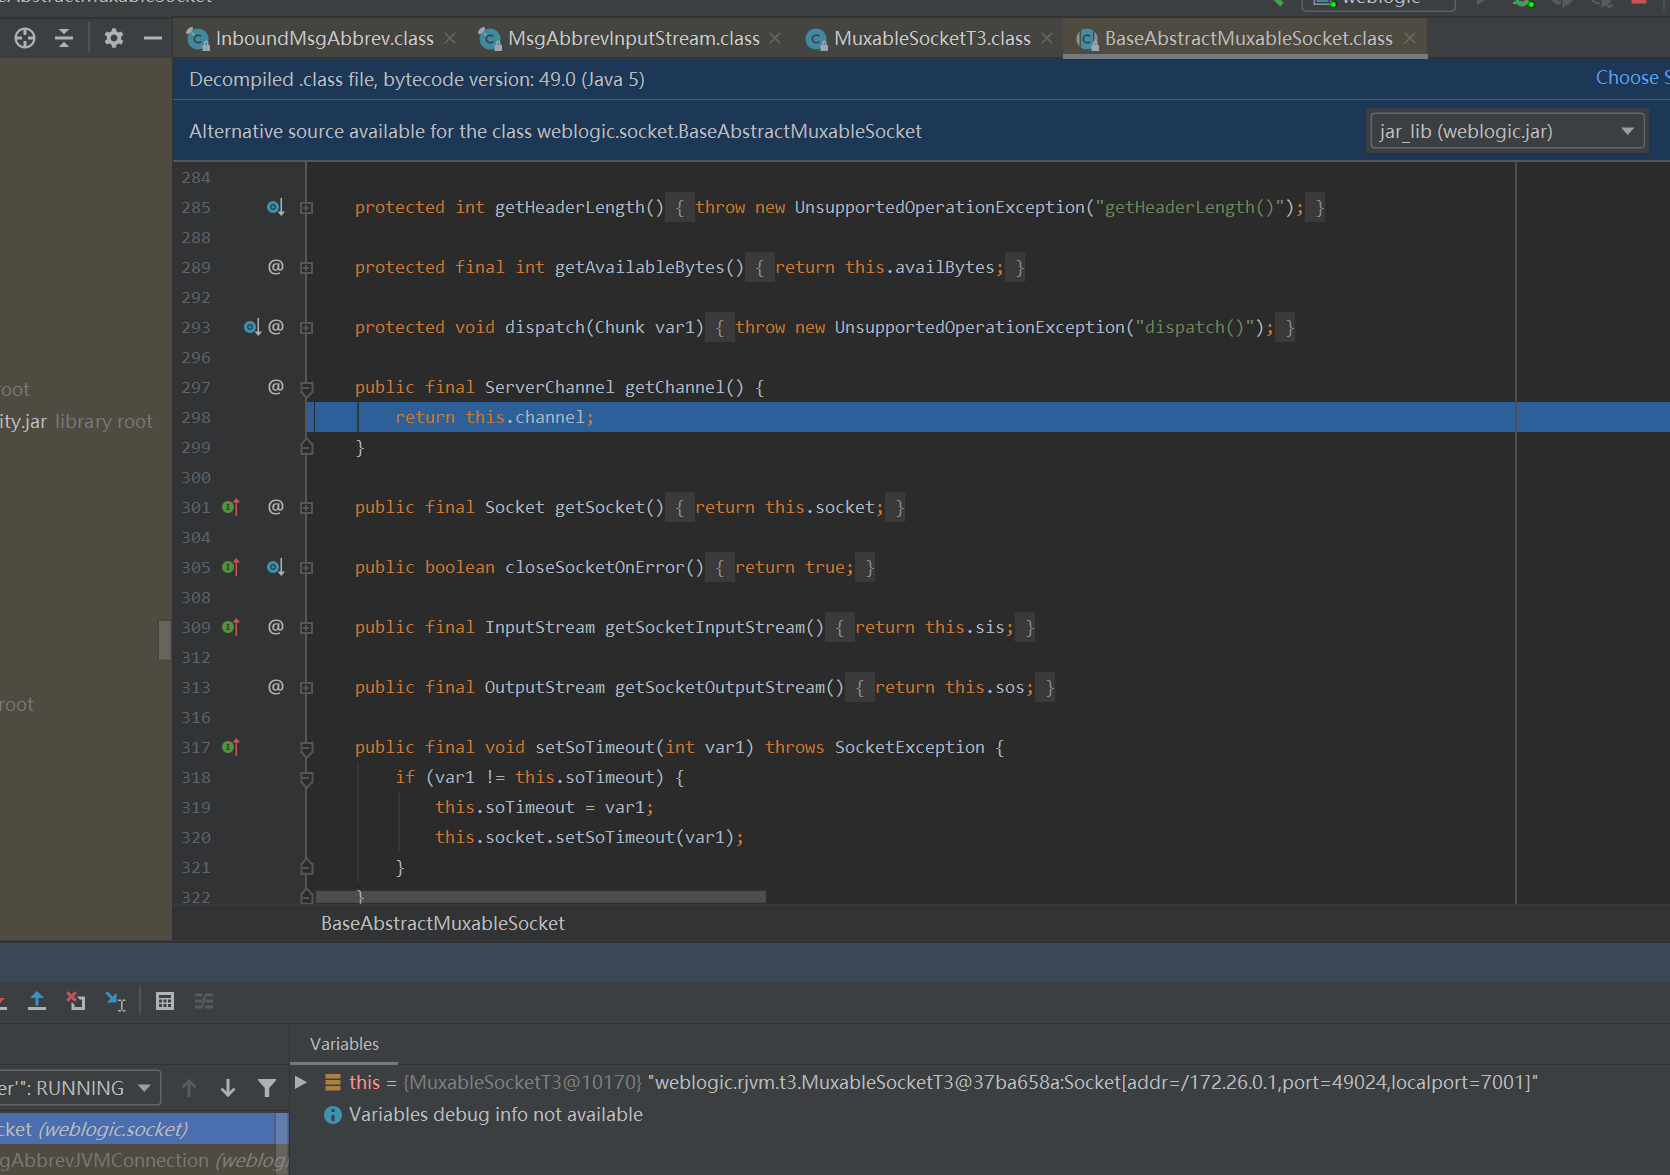 InboundMsgAbbrev.class MsgAbbrevInputStream.class MuxableSocketT3.class BaseAbstractMuxableSocket.class
Decompiled .class file, bytecode version: 49.0 (Java 5) Choose S
Alternative source available for the class weblogic.socket.BaseAbstractMuxableSocket jar_lib (weblogic.jar)
284
285 protected int getHeaderLength() { throw new UnsupportedOperationException("getHeaderLength()"); }
288
289 @ protected final int getAvailableBytes() { return this.availBytes; }
292
293 @ protected void dispatch(Chunk var1) { throw new UnsupportedOperationException("dispatch()"); }
296
297 @ public final ServerChannel getChannel() {
298 return this.channel;
299 }
300
301 @ public final Socket getSocket() { return this.socket; }
304
305 public boolean closeSocketOnError() { return true; }
308
309 @ public final InputStream getSocketInputStream() { return this.sis; }
312
313 @ public final OutputStream getSocketOutputStream() { return this.sos; }
316
317 public final void setSoTimeout(int var1) throws SocketException {
318 if (var1 != this.soTimeout) {
319 this.soTimeout = var1;
320 this.socket.setSoTimeout(var1);
321 }
322 }
oot
ity.jar library root
root
BaseAbstractMuxableSocket
Variables
er'": RUNNING
this = {MuxableSocketT3@10170} "weblogic.rjvm.t3.MuxableSocketT3@37ba658a:Socket[addr=/172.26.0.1,port=49024,localport=7001]"
Variables debug info not available
cket (weblogic.socket)
gAbbrevJVMConnection (weblogi